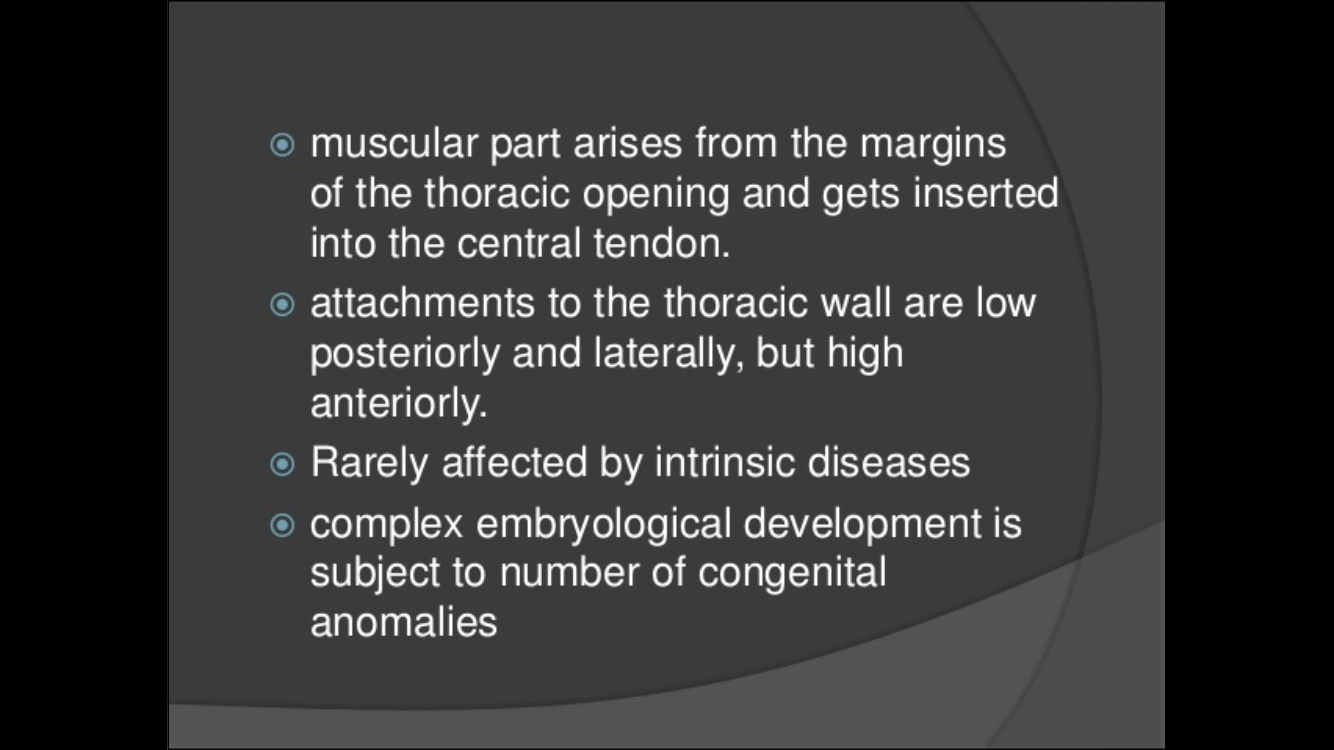 muscular part arises from the margins
of the thoracic opening and gets inserted
into the central tendon.
attachments to the thoracic wall are low
posteriorly and laterally, but high
anteriorly.
Rarely affected by intrinsic diseases
complex embryological development is
subject to number of congenital
anomalies